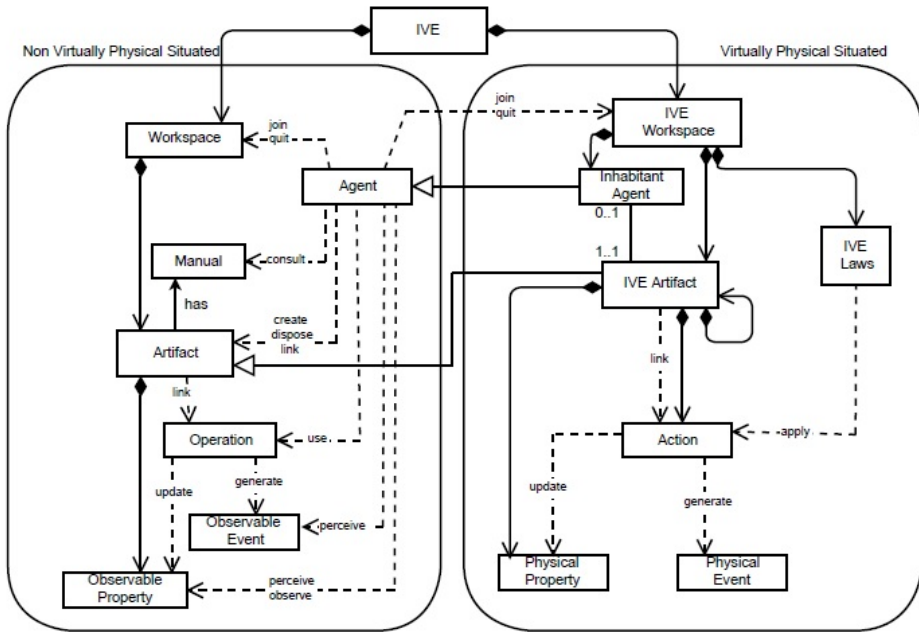 IVE
Non Virtually Physical Situated
Virtually Physical Situated
join
quit
join
quit
Workspace
IVE
Workspace
Agent
Inhabitant
Agent
0..1
Manual
consult
1..1
IVE
Laws
IVE Artifact
has
create
dispose
link
Artifact
link
link
Operation
use
Action
apply
update
generate
update
generate
Observable
Event
perceive
Observable
Property
perceive
observe
Physical
Property
Physical
Event